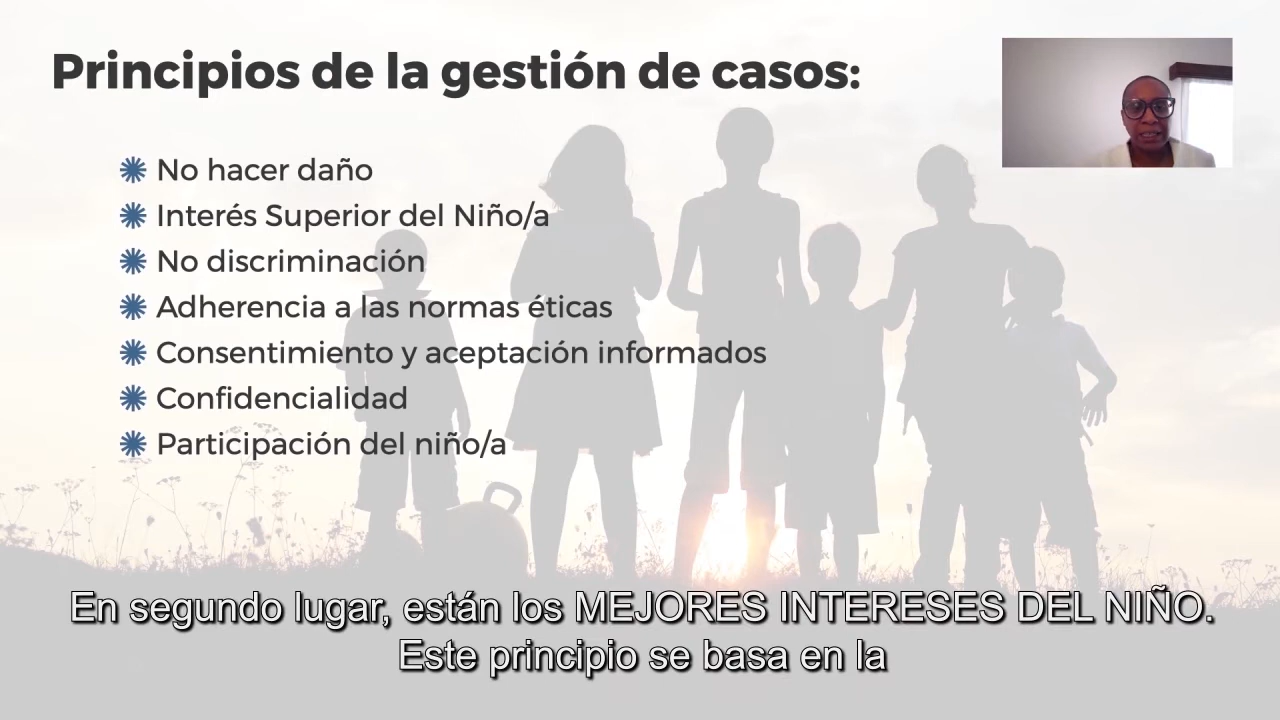 Principios de la gestión de casos:
No hacer daño
Interés Superior del Niño/a
No discriminación
Adherencia a las normas éticas
Consentimiento y aceptación informados
Confidencialidad
Participación del niño/a
En segundo lugar, están los MEJORES INTERESES DEL NIÑO.
Este principio se basa en la